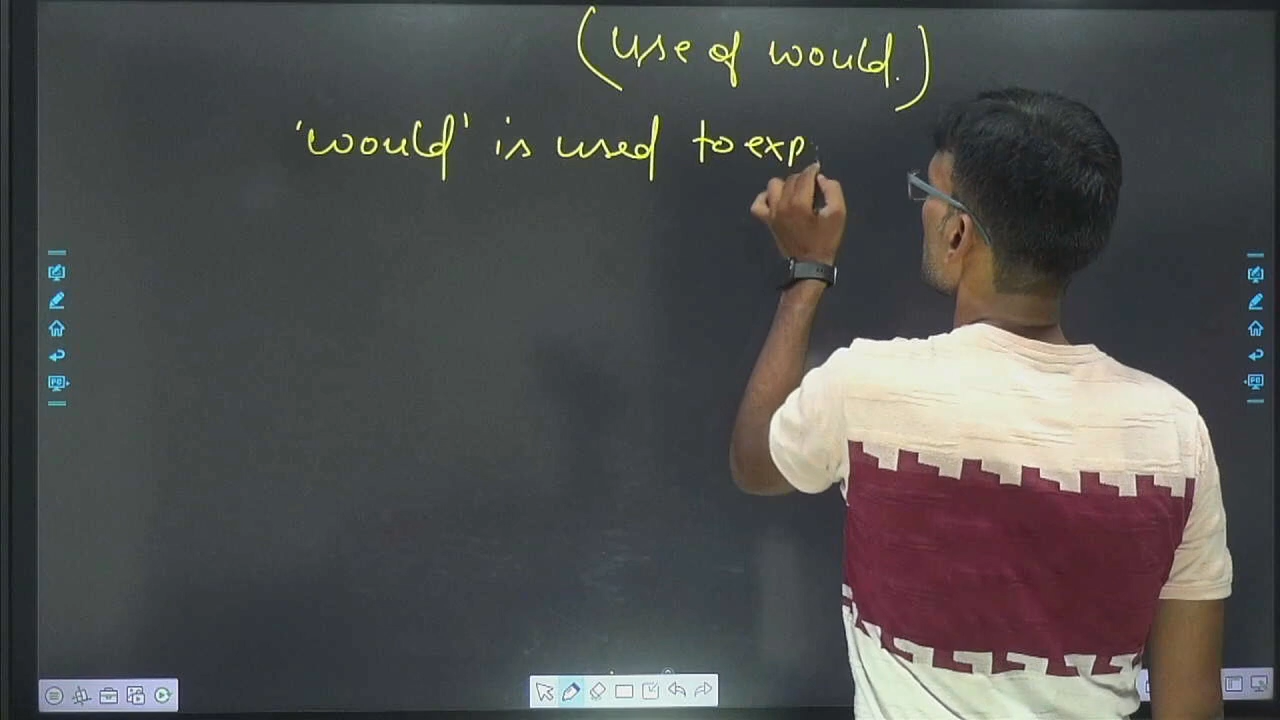 (use of would.)
'would' is used to exp